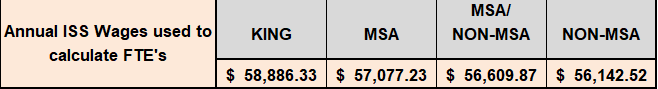 Annual ISS Wages used to
calculate FTE's
KING
MSA
MSA/
NON-MSA
NON-MSA
$ 58,886.33
$ 57,077.23
$ 56,609.87
$ 56,142.52